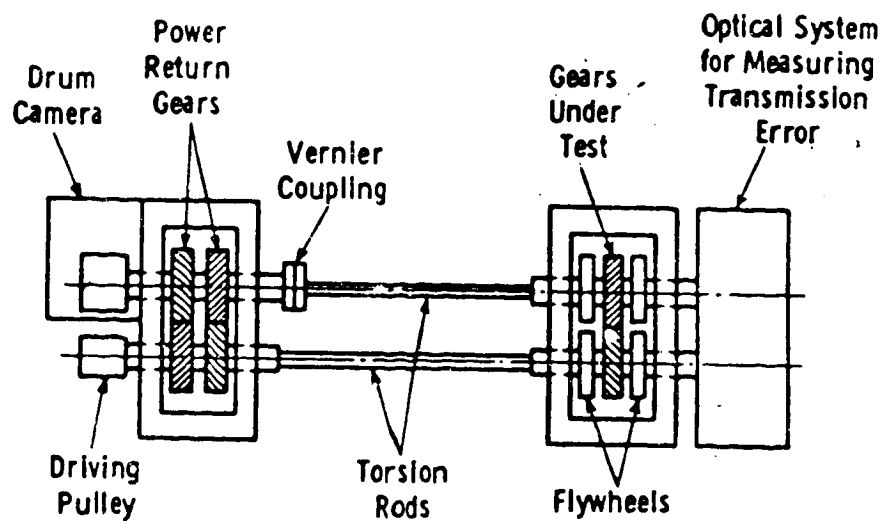 Power
Return
Gears
Optical System
for Measuring
Transmission
Error
Drum
Camera
Gears
Under
Test
Vernier
Coupling
Driving
Pulley
Torsion
Rods
Flywheels